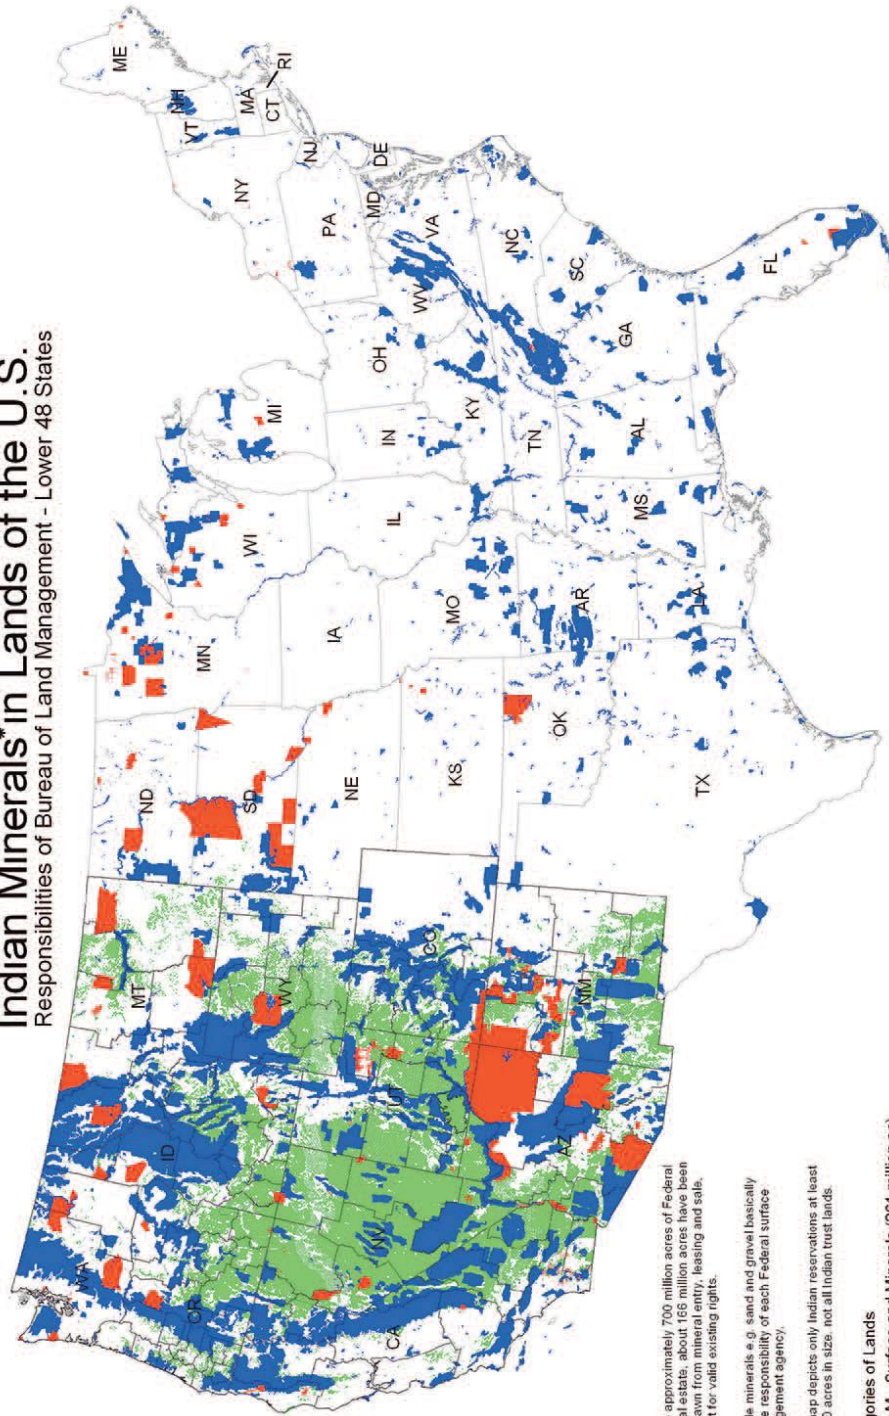 Indian Minerals* in Lands of the U.S.
Responsibilities of Bureau of Land Management - Lower 48 States
WA
MT
ND
MN
ME
VT
NH
NY
MA
CT
RI
OR
ID
WY
SD
WI
MI
PA
NJ
NV
UT
CO
NE
IA
IL
IN
OH
WV
MD
DE
VA
CA
AZ
NM
KS
MO
KY
TN
NC
OK
AR
SC
TX
LA
MS
AL
GA
FL
approximately 700 million acres of Federal
al estate, about 166 million acres have been
awn from mineral entry, leasing and sale,
t for valid existing rights.
le minerals e.g. sand and gravel basically
e responsibility of each Federal surface
gement agency.
ap depicts only Indian reservations at least
0 acres in size, not all Indian trust lands.
ories of Lands